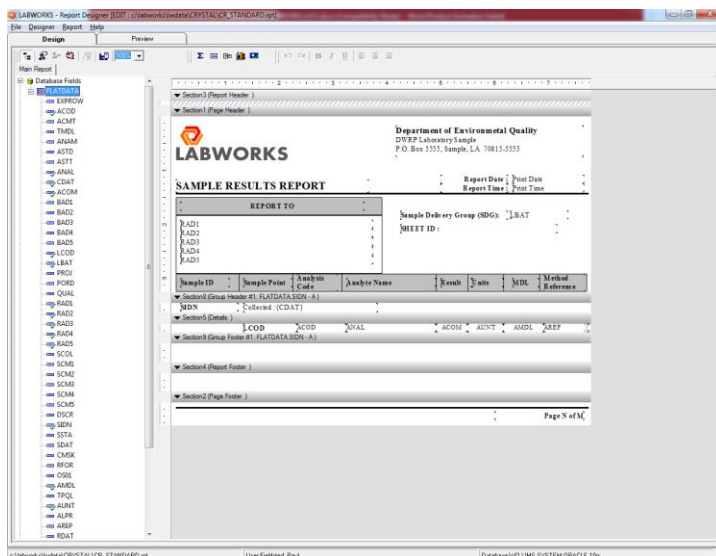 LABWORKS - Report Designer [EDIT : c:\labworks\lwdata\CRYSTAL\CR_STANDARD.rpt]
File Designer Report Help
Design Preview
Main Report
Database Fields
FLATDATA
EXPROW
ACOD
ACMT
TMDL
ANAM
ASTD
ASTT
ANAL
CDAT
ACOM
BAD1
BAD2
BAD3
BAD4
BAD5
LCOD
LBAT
PROJ
PORD
QUAL
RAD1
RAD2
RAD3
RAD4
RAD5
SCOL
SCM1
SCM2
SCM3
SCM4
SCM5
DSCR
SIDN
SSTA
SDAT
CMSK
RFOR
OS01
AMDL
TPQL
AUNT
ALPR
AREP
RDAT
Section3 (Report Header )
Section1 (Page Header )
LABWORKS
Department of Environmetal Quality
DWRP Laboratory Sample
P.O. Box 5555, Sample, LA 70815-5555
Report Date Print Date
SAMPLE RESULTS REPORT Report Time Print Time
REPORT TO
Sample Delivery Group (SDG): LBAT
SHEET ID :
RAD1
RAD2
RAD3
RAD4
RAD5
Sample ID Sample Point Analysis Code Analyte Name Result Units MDL Method Reference
Section8 (Group Header #1: FLATDATA.SIDN - A )
SIDN Collected : (CDAT)
Section5 (Details )
LCOD ACOD ANAL ACOM AUNT AMDL AREF
Section9 (Group Footer #1: FLATDATA.SIDN - A )
Section4 (Report Footer )
Section2 (Page Footer )
Page N of M
c:\labworks\lwdata\CRYSTAL\CR_STANDARD.rpt